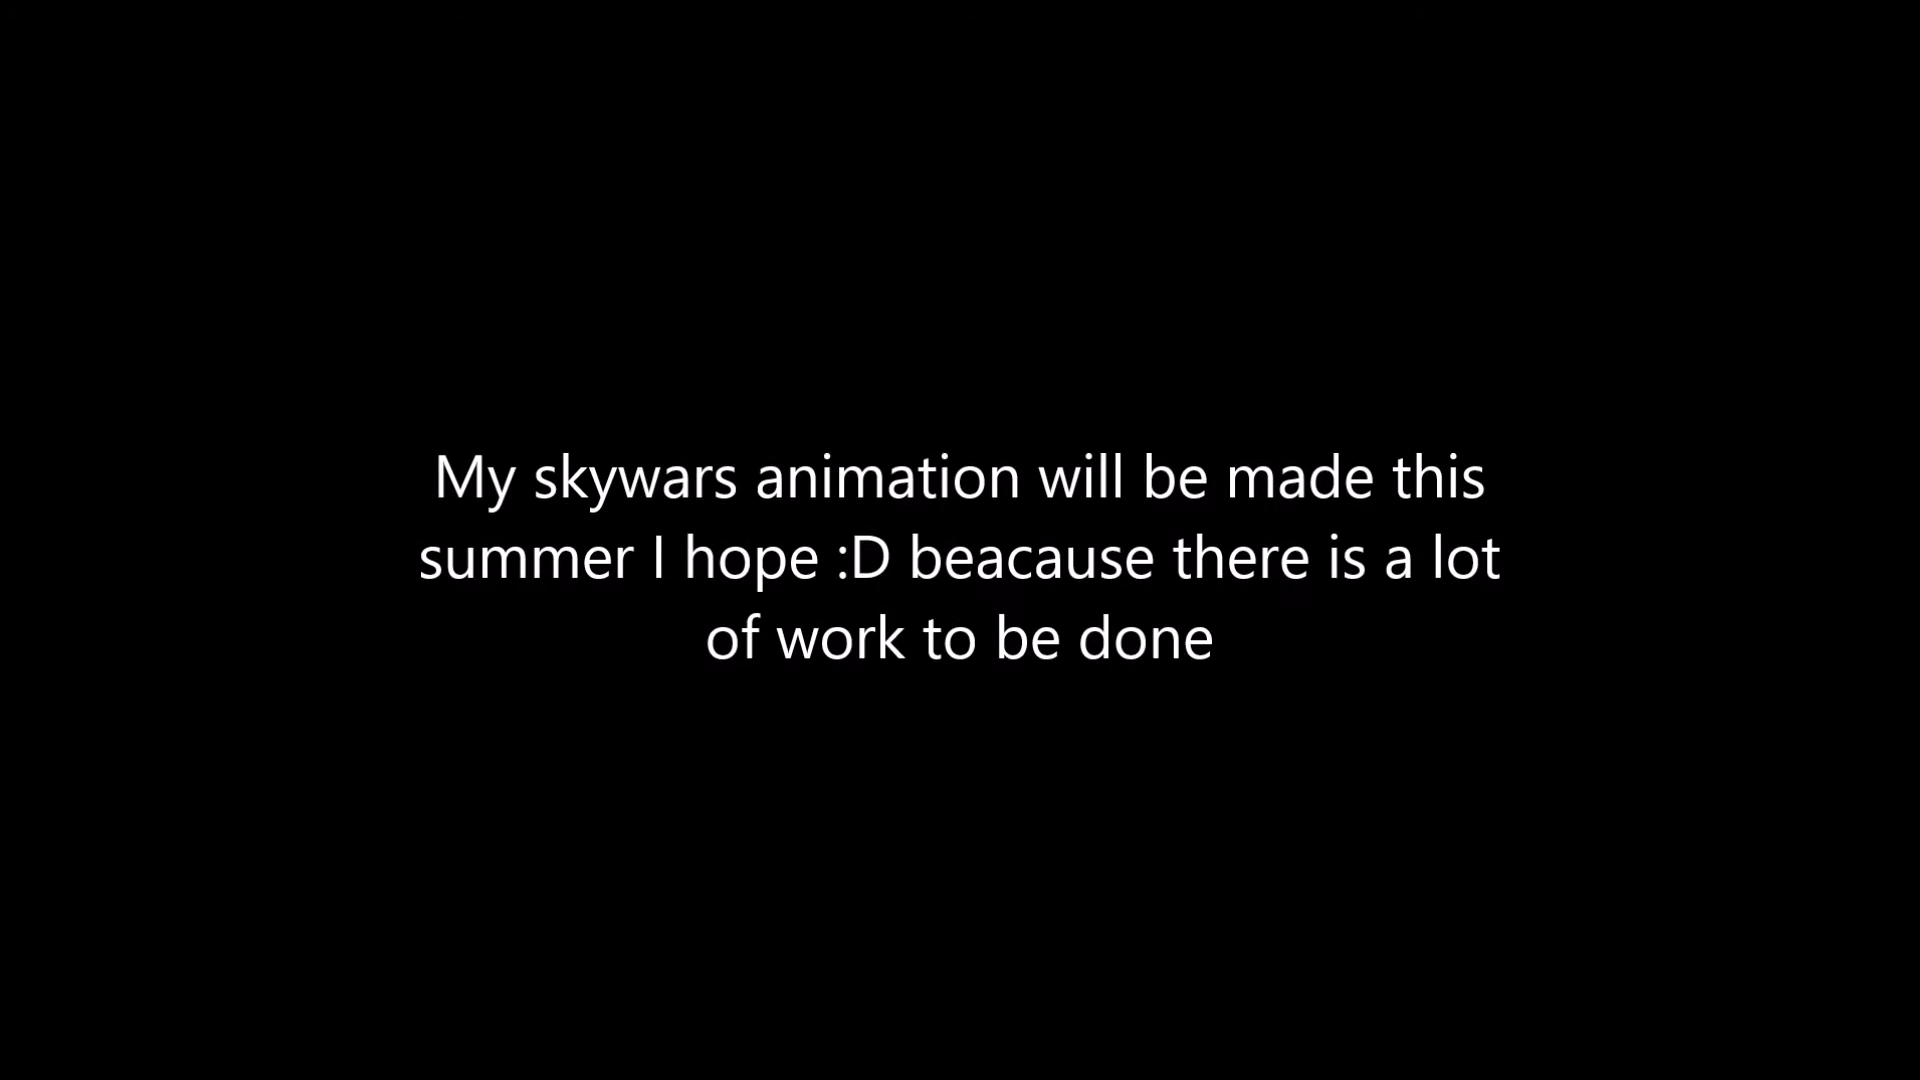 My skywars animation will be made this
summer I hope :D beacause there is a lot
of work to be done